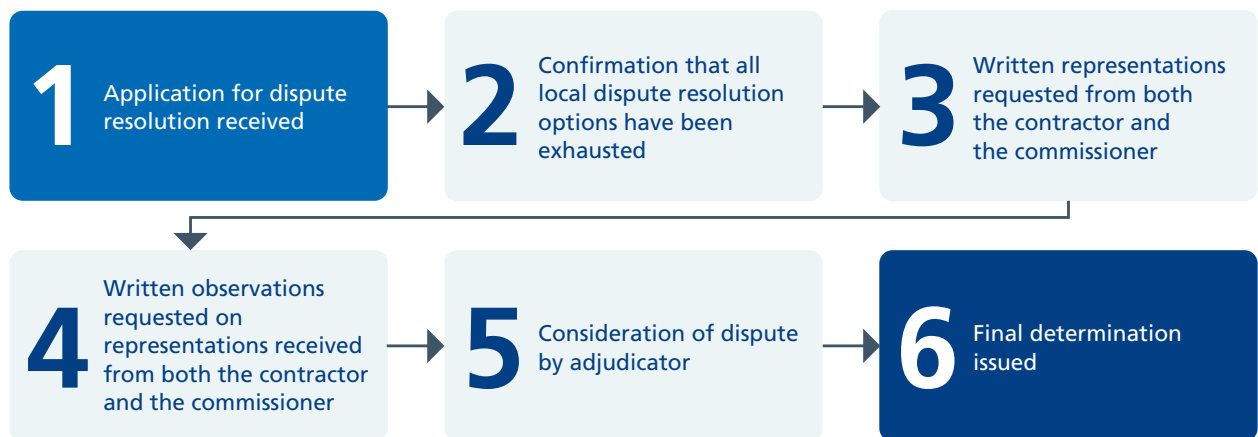 1
Application for dispute
resolution received
2
Confirmation that all
local dispute resolution
options have been
exhausted
3
Written representations
requested from both
the contractor and
the commissioner
4
Written observations
requested on
representations received
from both the contractor
and the commissioner
5
Consideration of dispute
by adjudicator
6
Final determination
issued